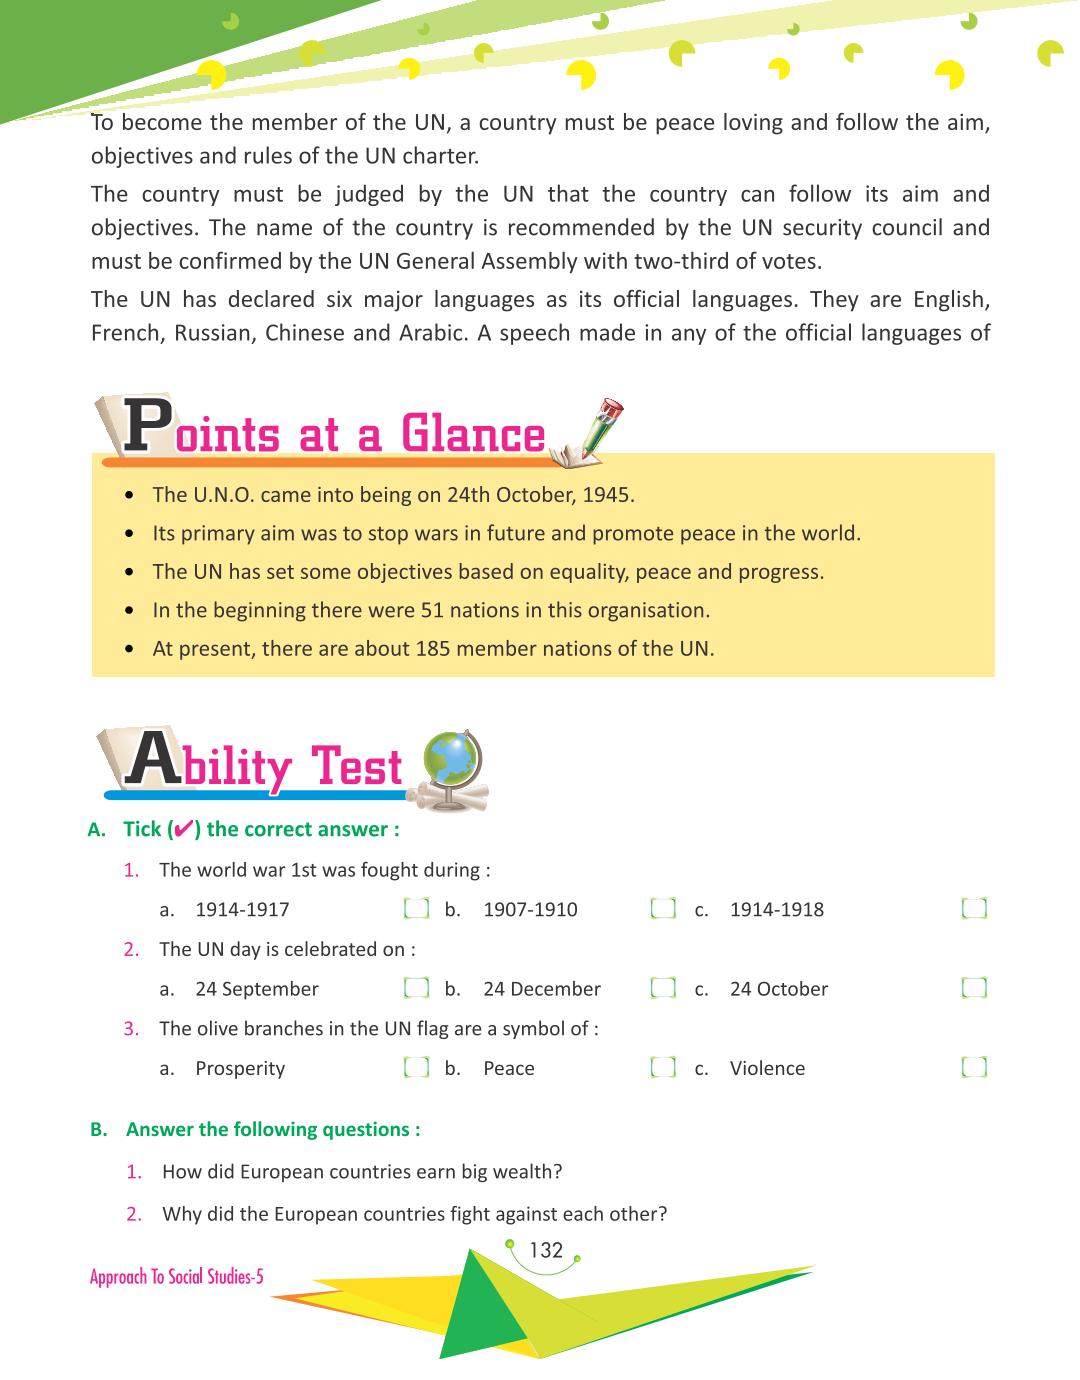 To become the member of the UN, a country must be peace loving and follow the aim,
objectives and rules of the UN charter.
The country must be judged by the UN that the country can follow its aim and
objectives. The name of the country is recommended by the UN security council and
must be confirmed by the UN General Assembly with two-third of votes.
The UN has declared six major languages as its official languages. They are English,
French, Russian, Chinese and Arabic. A speech made in any of the official languages of
Points at a Glance
• The U.N.O. came into being on 24th October, 1945.
• Its primary aim was to stop wars in future and promote peace in the world.
• The UN has set some objectives based on equality, peace and progress.
• In the beginning there were 51 nations in this organisation.
• At present, there are about 185 member nations of the UN.
Ability Test
A. Tick (✔) the correct answer :
1. The world war 1st was fought during :
a. 1914-1917 b. 1907-1910 c. 1914-1918
2. The UN day is celebrated on :
a. 24 September b. 24 December c. 24 October
3. The olive branches in the UN flag are a symbol of :
a. Prosperity b. Peace c. Violence
B. Answer the following questions :
1. How did European countries earn big wealth?
2. Why did the European countries fight against each other?
132
Approach To Social Studies-5